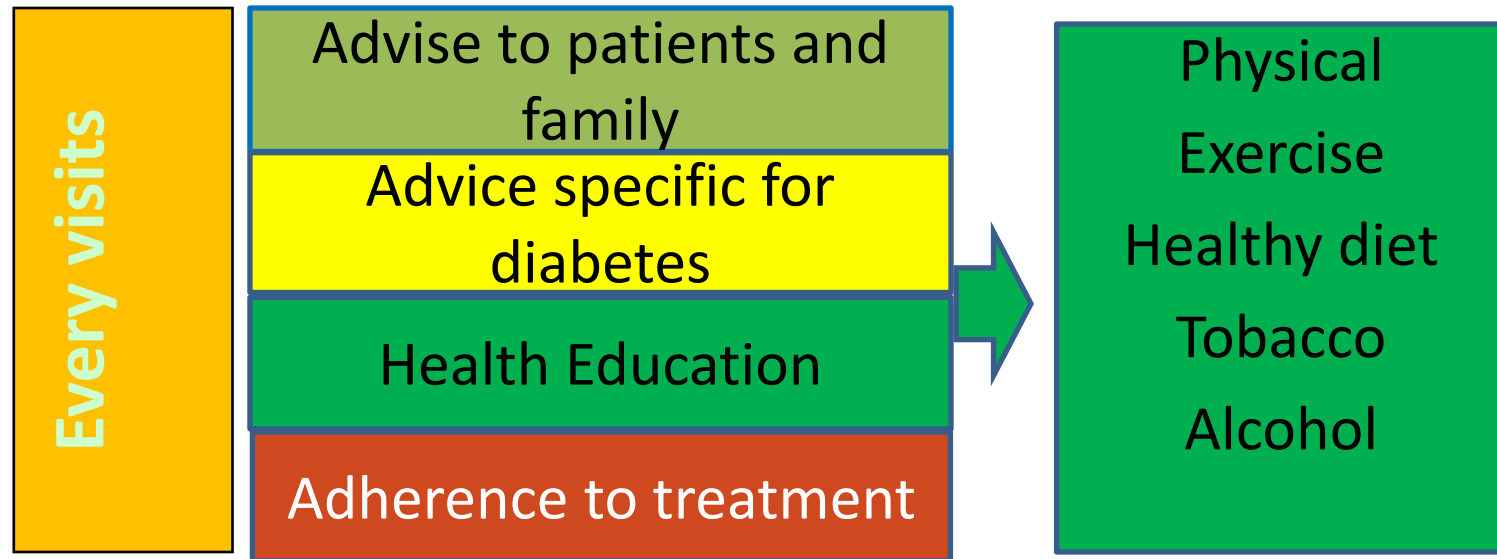 Every visits
Advise to patients and
family
Advice specific for
diabetes
Health Education
Adherence to treatment
Physical
Exercise
Healthy diet
Tobacco
Alcohol